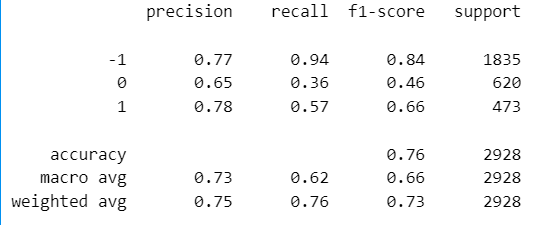 precision recall f1-score support
-1 0.77 0.94 0.84 1835
0 0.65 0.36 0.46 620
1 0.78 0.57 0.66 473
accuracy 0.76 2928
macro avg 0.73 0.62 0.66 2928
weighted avg 0.75 0.76 0.73 2928